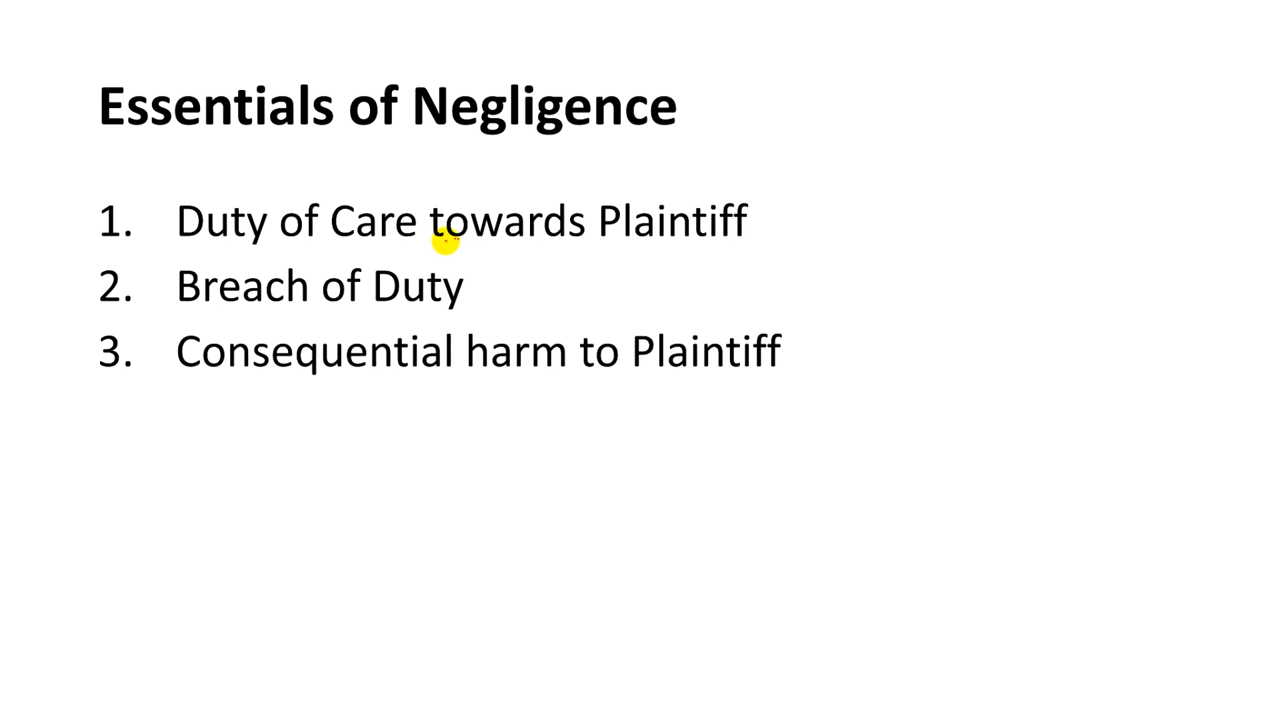 Essentials of Negligence
1. Duty of Care towards Plaintiff
2. Breach of Duty
3. Consequential harm to Plaintiff